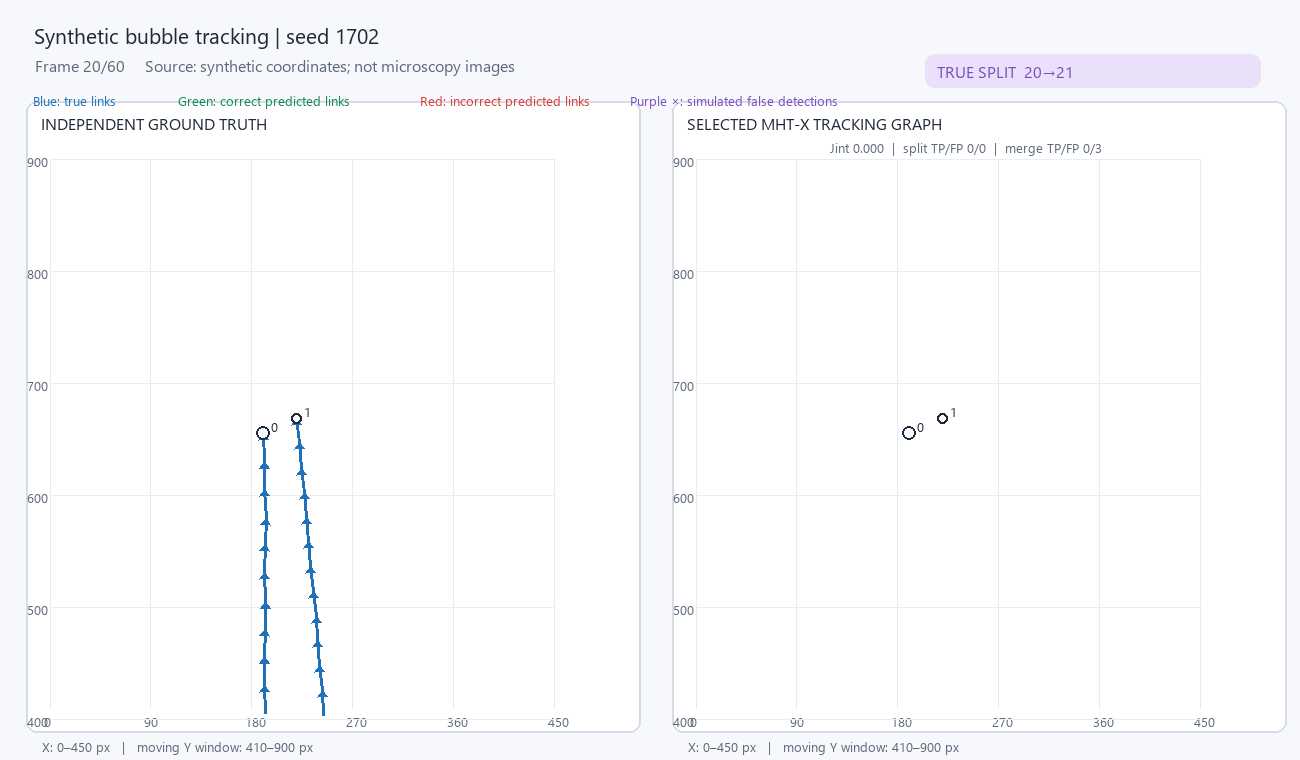 Synthetic bubble tracking | seed 1702
Frame 20/60 Source: synthetic coordinates; not microscopy images
TRUE SPLIT 20→21
Blue: true links Green: correct predicted links Red: incorrect predicted links Purple ×: simulated false detections
INDEPENDENT GROUND TRUTH
900
800
700
600
500
400
0 90 180 270 360 450
0
1
X: 0–450 px | moving Y window: 410–900 px
SELECTED MHT-X TRACKING GRAPH
Jint 0.000 | split TP/FP 0/0 | merge TP/FP 0/3
900
800
700
600
500
400
0 90 180 270 360 450
0
1
X: 0–450 px | moving Y window: 410–900 px